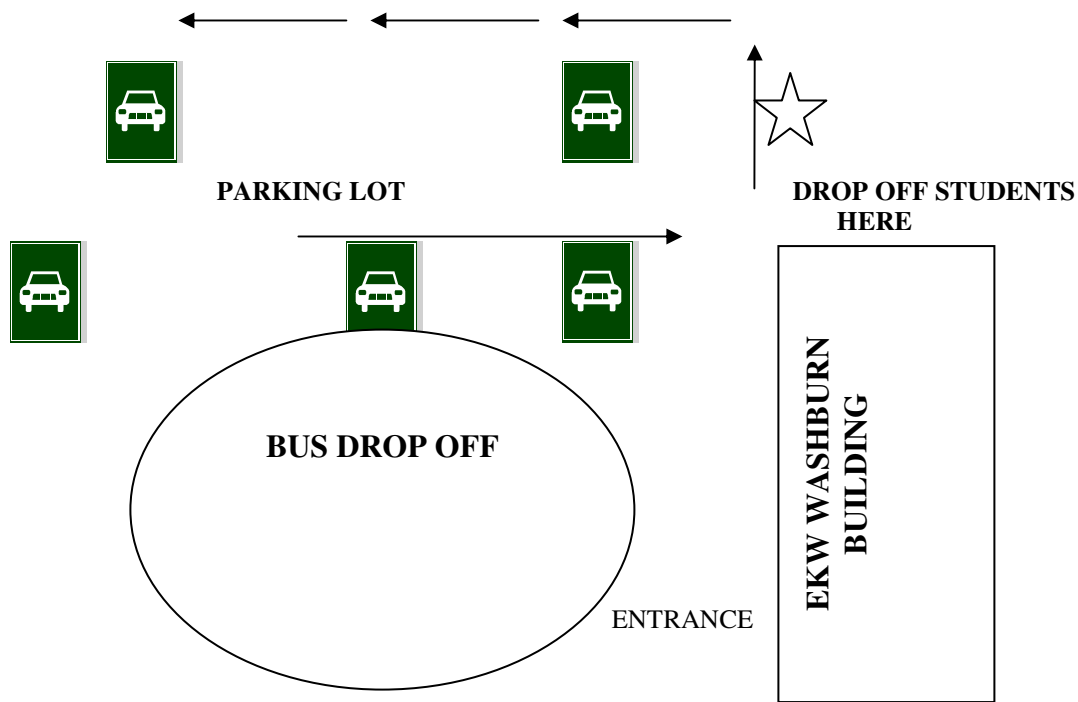 PARKING LOT
DROP OFF STUDENTS
HERE
BUS DROP OFF
EKW WASHBURN
BUILDING
ENTRANCE